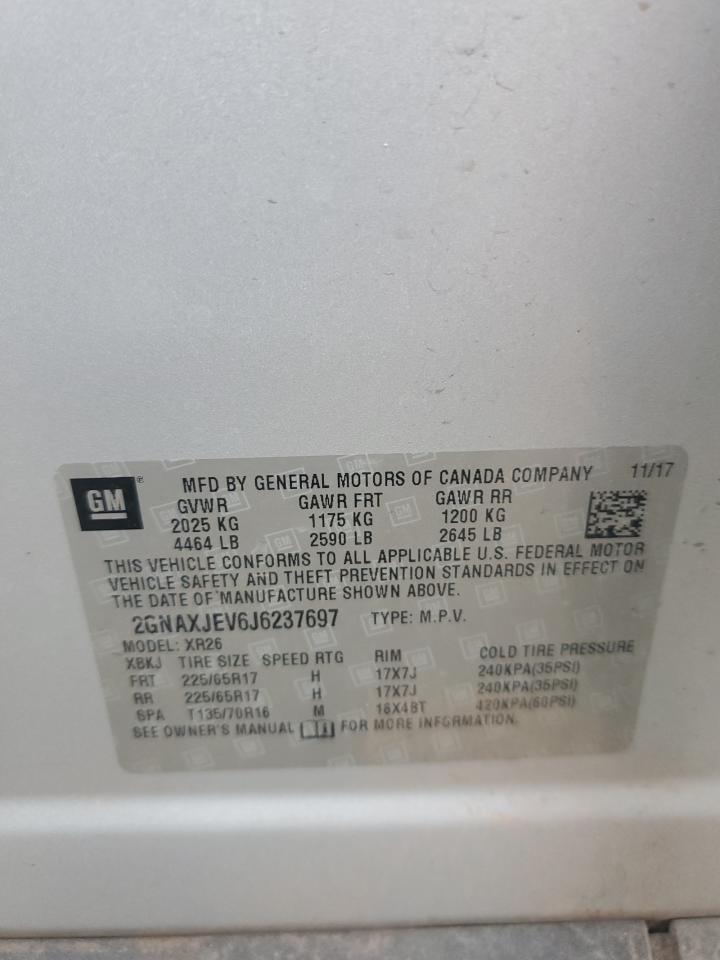 GM ® MFD BY GENERAL MOTORS OF CANADA COMPANY 11/17
GVWR GAWR FRT GAWR RR
2025 KG 1175 KG 1200 KG
4464 LB 2590 LB 2645 LB
THIS VEHICLE CONFORMS TO ALL APPLICABLE U.S. FEDERAL MOTOR
VEHICLE SAFETY AND THEFT PREVENTION STANDARDS IN EFFECT ON
THE DATE OF MANUFACTURE SHOWN ABOVE.
2GNAXJEV6J6237697 TYPE: M.P.V.
MODEL: XR26
XBKJ TIRE SIZE SPEED RTG RIM COLD TIRE PRESSURE
FRT 225/65R17 H 17X7J 240KPA(35PSI)
RR 225/65R17 H 17X7J 240KPA(35PSI)
SPA T135/70R16 M 16X4BT 420KPA(60PSI)
SEE OWNER'S MANUAL FOR MORE INFORMATION.